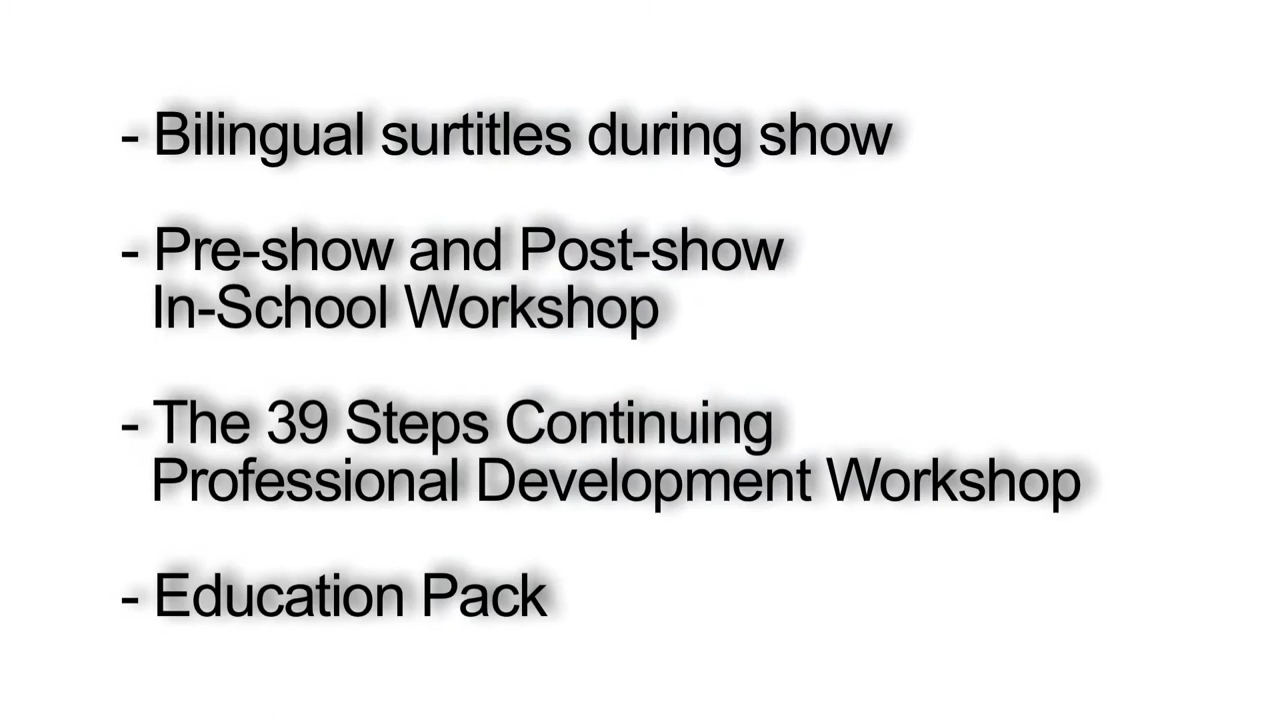 - Bilingual surtitles during show
- Pre-show and Post-show
In-School Workshop
- The 39 Steps Continuing
Professional Development Workshop
- Education Pack